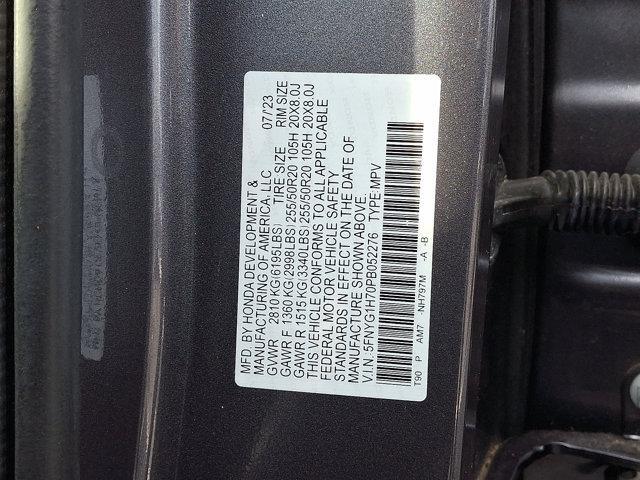 MFD. BY HONDA DEVELOPMENT &
MANUFACTURING OF AMERICA, LLC 07/23
GVWR 2810 KG(6195LBS) TIRE SIZE RIM SIZE
GAWR F 1360 KG(2998LBS) 255/50R20 105H 20X8.0J
GAWR R 1515 KG(3340LBS) 255/50R20 105H 20X8.0J
THIS VEHICLE CONFORMS TO ALL APPLICABLE
FEDERAL MOTOR VEHICLE SAFETY
STANDARDS IN EFFECT ON THE DATE OF
MANUFACTURE SHOWN ABOVE.
V.I.N: 5FNYG1H70PB052276 TYPE:MPV
T90 P AM7 -NH797M -A -B